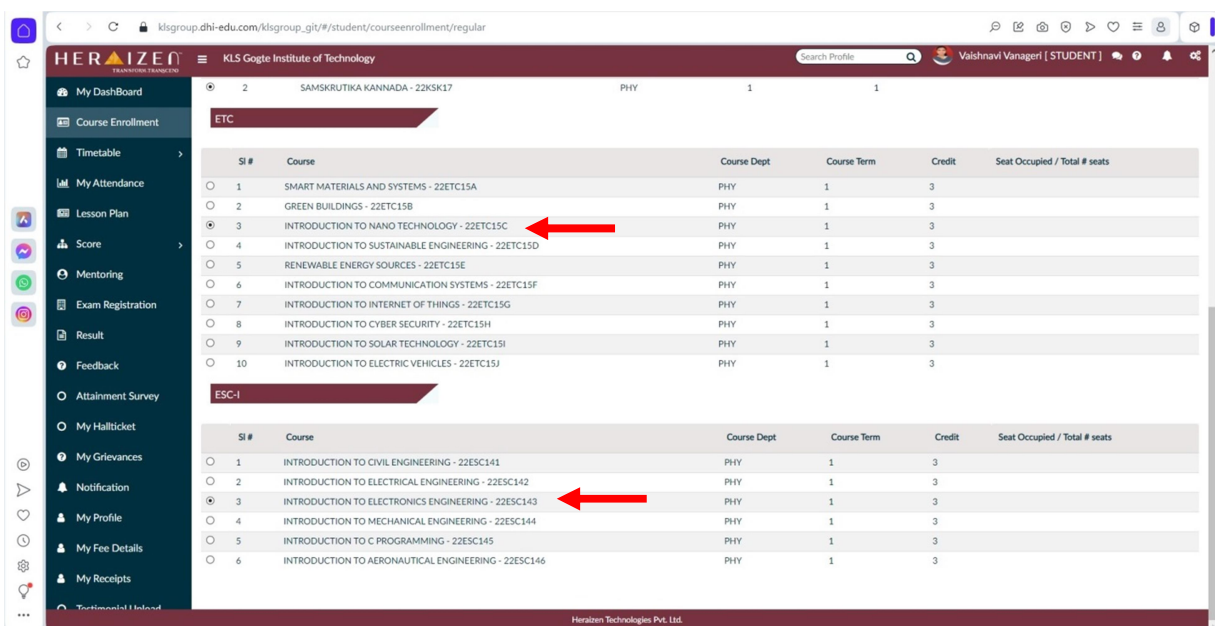 klsgroup.dhi-edu.com/klsgroup_git/#/student/courseenrollment/regular
HERAIZEN
TRANSFORM.TRANSCEND
KLS Gogte Institute of Technology
Search Profile
Vaishnavi Vanageri [ STUDENT ]
My DashBoard
Course Enrollment
Timetable
My Attendance
Lesson Plan
Score
Mentoring
Exam Registration
Result
Feedback
Attainment Survey
My Hallticket
My Grievances
Notification
My Profile
My Fee Details
My Receipts
Testimonial Upload
2 SAMSKRUTIKA KANNADA - 22KSK17 PHY 1 1
ETC
Sl # Course Course Dept Course Term Credit Seat Occupied / Total # seats
1 SMART MATERIALS AND SYSTEMS - 22ETC15A PHY 1 3
2 GREEN BUILDINGS - 22ETC15B PHY 1 3
3 INTRODUCTION TO NANO TECHNOLOGY - 22ETC15C PHY 1 3
4 INTRODUCTION TO SUSTAINABLE ENGINEERING - 22ETC15D PHY 1 3
5 RENEWABLE ENERGY SOURCES - 22ETC15E PHY 1 3
6 INTRODUCTION TO COMMUNICATION SYSTEMS - 22ETC15F PHY 1 3
7 INTRODUCTION TO INTERNET OF THINGS - 22ETC15G PHY 1 3
8 INTRODUCTION TO CYBER SECURITY - 22ETC15H PHY 1 3
9 INTRODUCTION TO SOLAR TECHNOLOGY - 22ETC15I PHY 1 3
10 INTRODUCTION TO ELECTRIC VEHICLES - 22ETC15J PHY 1 3
ESC-I
Sl # Course Course Dept Course Term Credit Seat Occupied / Total # seats
1 INTRODUCTION TO CIVIL ENGINEERING - 22ESC141 PHY 1 3
2 INTRODUCTION TO ELECTRICAL ENGINEERING - 22ESC142 PHY 1 3
3 INTRODUCTION TO ELECTRONICS ENGINEERING - 22ESC143 PHY 1 3
4 INTRODUCTION TO MECHANICAL ENGINEERING - 22ESC144 PHY 1 3
5 INTRODUCTION TO C PROGRAMMING - 22ESC145 PHY 1 3
6 INTRODUCTION TO AERONAUTICAL ENGINEERING - 22ESC146 PHY 1 3
Heraizen Technologies Pvt. Ltd.